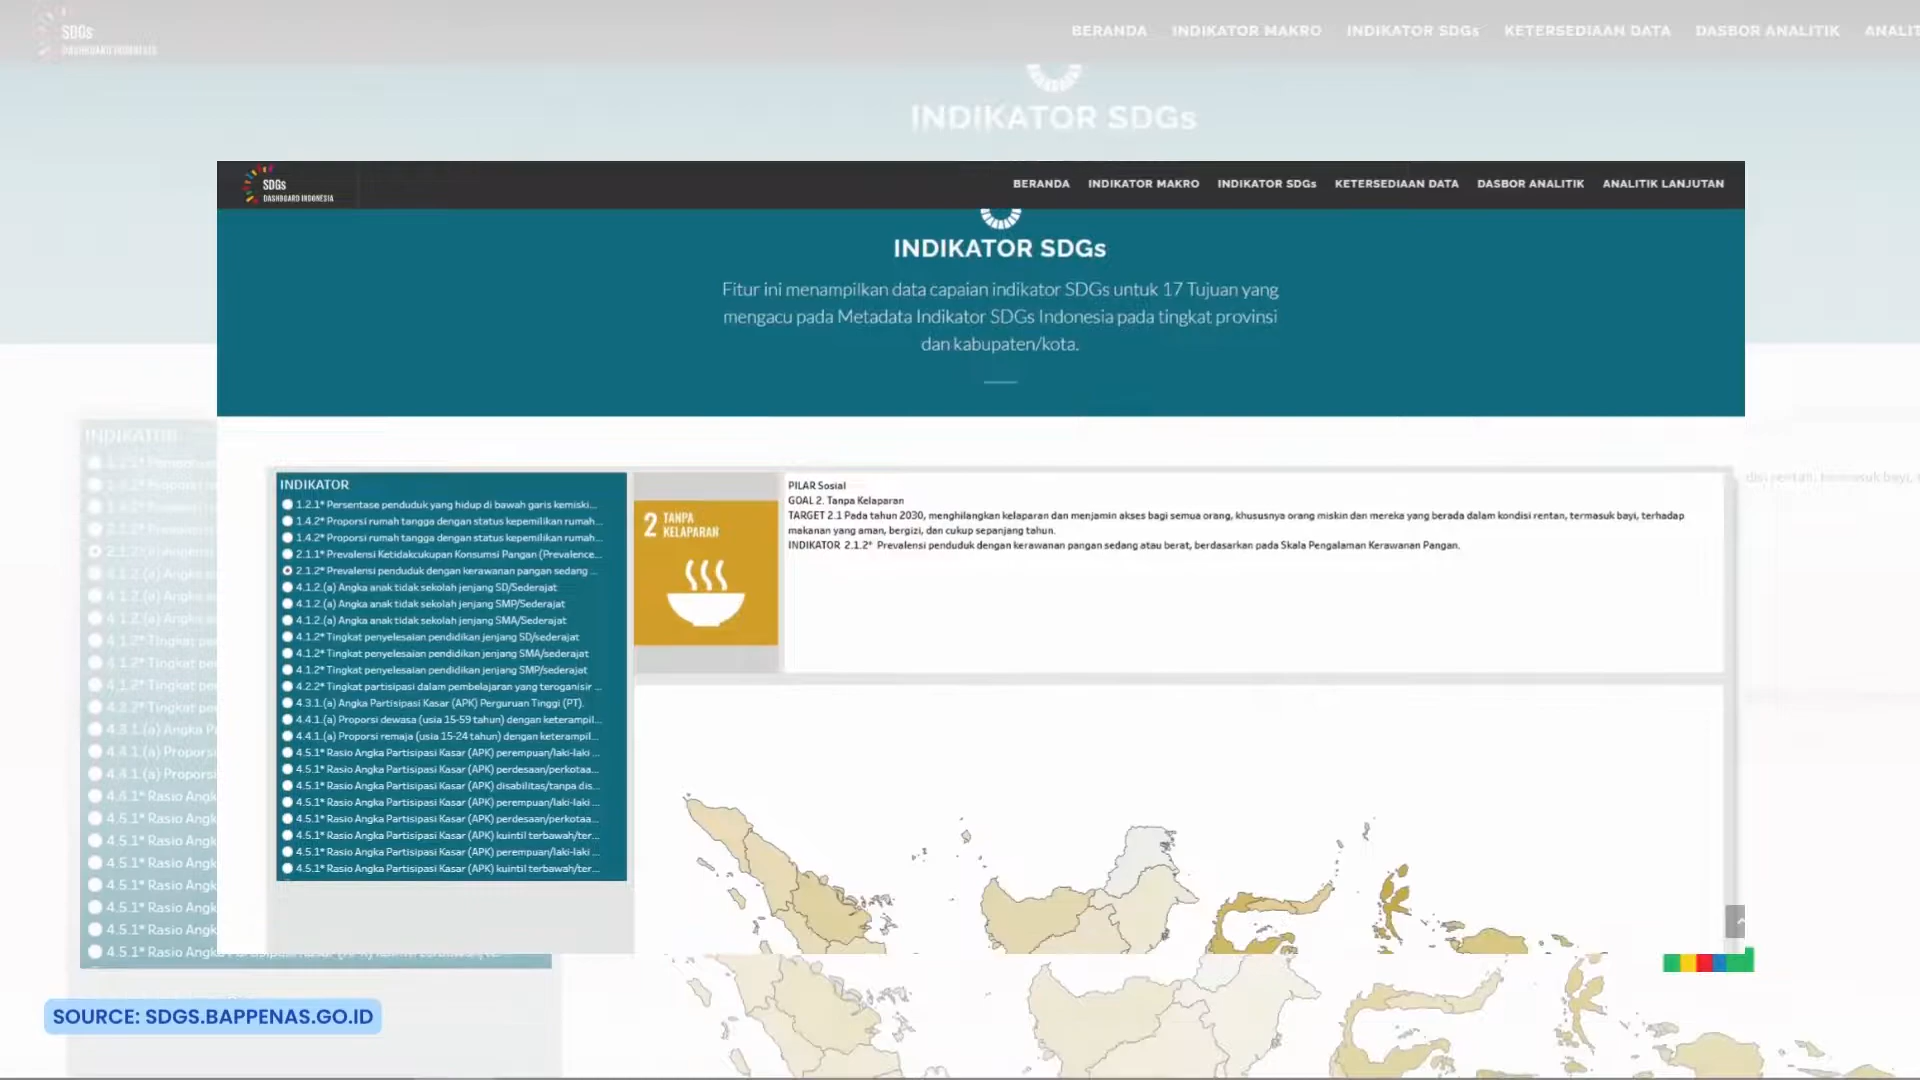 SDGs
DASHBOARD INDONESIA
BERANDA
INDIKATOR MAKRO
INDIKATOR SDGs
KETERSEDIAAN DATA
DASBOR ANALITIK
INDIKATOR SDGs
SDGs
DASHBOARD INDONESIA
BERANDA
INDIKATOR MAKRO
INDIKATOR SDGs
KETERSEDIAAN DATA
DASBOR ANALITIK
ANALITIK LANJUTAN
INDIKATOR SDGs
Fitur ini menampilkan data capaian indikator SDGs untuk 17 Tujuan yang
mengacu pada Metadata Indikator SDGs Indonesia pada tingkat provinsi
dan kabupaten/kota.
INDIKATOR
1.2.1* Persentase penduduk yang hidup di bawah garis kemiski...
1.4.2* Proporsi rumah tangga dengan status kepemilikan rumah...
1.4.2* Proporsi rumah tangga dengan status kepemilikan rumah...
2.1.1* Prevalensi Ketidakcukupan Konsumsi Pangan (Prevalence...
2.1.2* Prevalensi penduduk dengan kerawanan pangan sedang ...
4.1.2.(a) Angka anak tidak sekolah jenjang SD/Sederajat
4.1.2.(a) Angka anak tidak sekolah jenjang SMP/Sederajat
4.1.2.(a) Angka anak tidak sekolah jenjang SMA/Sederajat
4.1.2* Tingkat penyelesaian pendidikan jenjang SD/sederajat
4.1.2* Tingkat penyelesaian pendidikan jenjang SMA/sederajat
4.1.2* Tingkat penyelesaian pendidikan jenjang SMP/sederajat
4.2.2* Tingkat partisipasi dalam pembelajaran yang teroganisir ...
4.3.1.(a) Angka Partisipasi Kasar (APK) Perguruan Tinggi (PT).
4.4.1.(a) Proporsi dewasa (usia 15-59 tahun) dengan keterampil...
4.4.1.(a) Proporsi remaja (usia 15-24 tahun) dengan keterampil...
4.5.1* Rasio Angka Partisipasi Kasar (APK) perempuan/laki-laki ...
4.5.1* Rasio Angka Partisipasi Kasar (APK) perdesaan/perkotaa...
4.5.1* Rasio Angka Partisipasi Kasar (APK) disabilitas/tanpa dis...
4.5.1* Rasio Angka Partisipasi Kasar (APK) perempuan/laki-laki ...
4.5.1* Rasio Angka Partisipasi Kasar (APK) perdesaan/perkotaa...
4.5.1* Rasio Angka Partisipasi Kasar (APK) kuintil terbawah/ter...
4.5.1* Rasio Angka Partisipasi Kasar (APK) perempuan/laki-laki ...
4.5.1* Rasio Angka Partisipasi Kasar (APK) kuintil terbawah/ter...
2 TANPA
KELAPARAN
PILAR Sosial
GOAL 2. Tanpa Kelaparan
TARGET 2.1 Pada tahun 2030, menghilangkan kelaparan dan menjamin akses bagi semua orang, khususnya orang miskin dan mereka yang berada dalam kondisi rentan, termasuk bayi, terhadap
makanan yang aman, bergizi, dan cukup sepanjang tahun.
INDIKATOR 2.1.2* Prevalensi penduduk dengan kerawanan pangan sedang atau berat, berdasarkan pada Skala Pengalaman Kerawanan Pangan.
SOURCE: SDGS.BAPPENAS.GO.ID